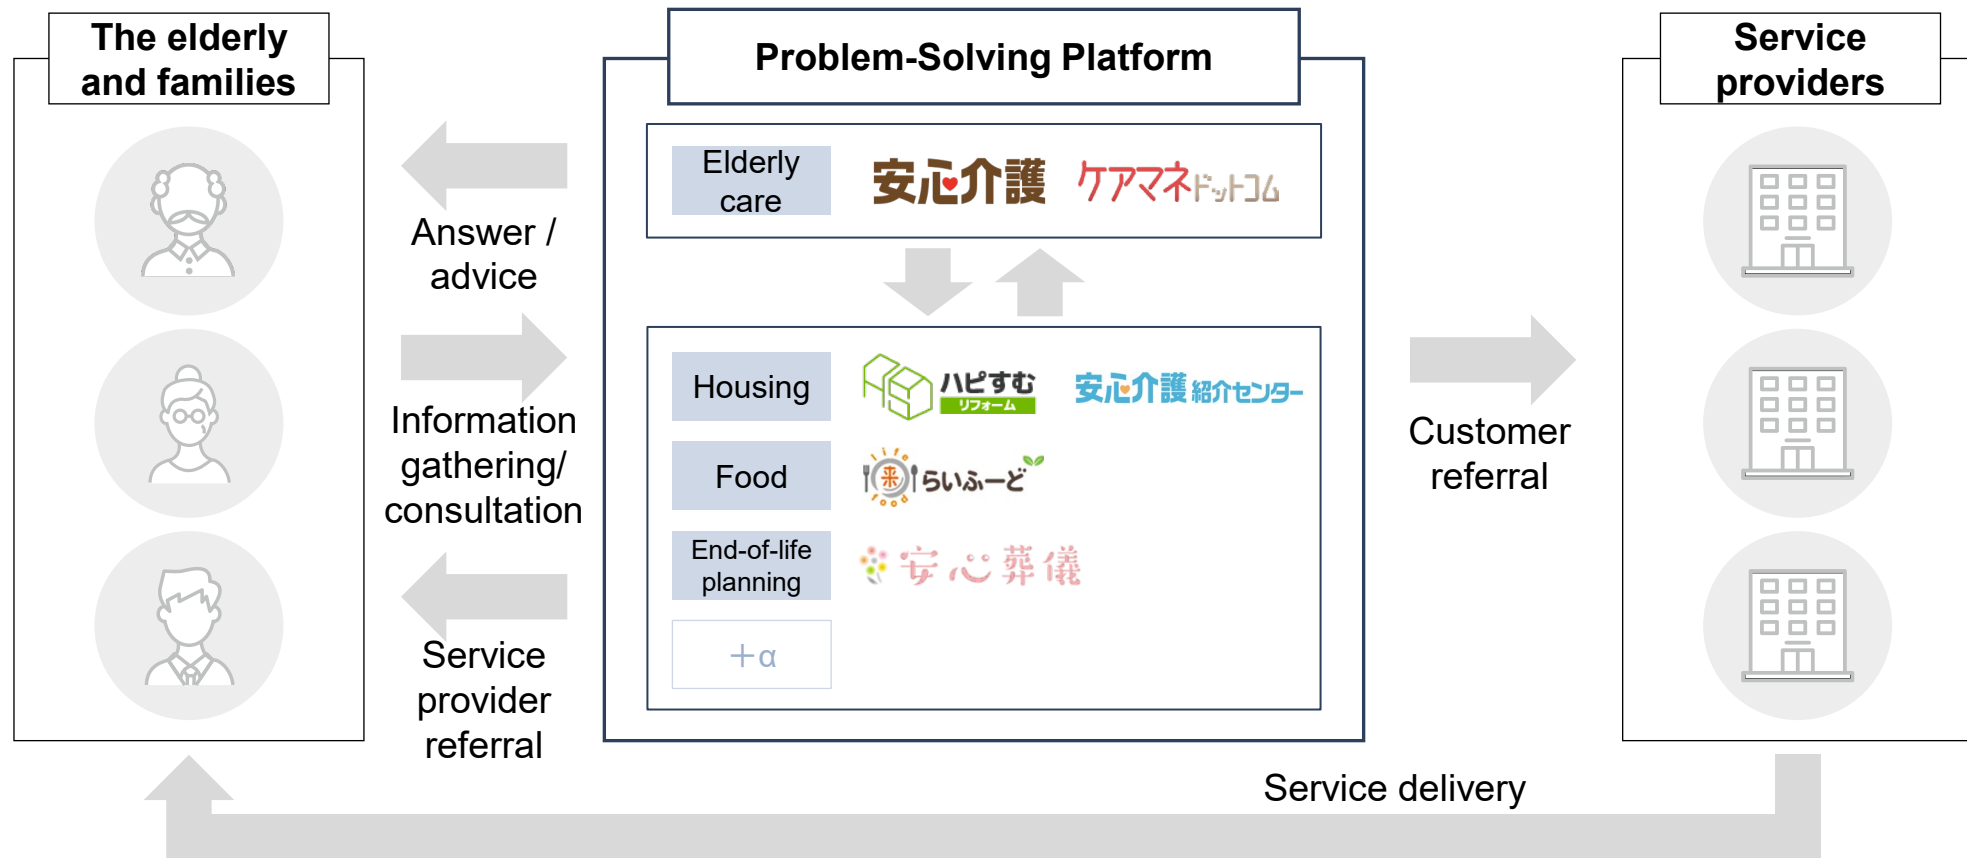 The elderly
and families
Problem-Solving Platform
Service
providers
Answer /
advice
Information
gathering/
consultation
Service
provider
referral
Elderly
care
安心介護
ケアマネドットコム
Housing
ハピすむ
リフォーム
安心介護 紹介センター
Food
life
来
food
らいふーど
End-of-life
planning
安心葬儀
＋α
Customer
referral
Service delivery